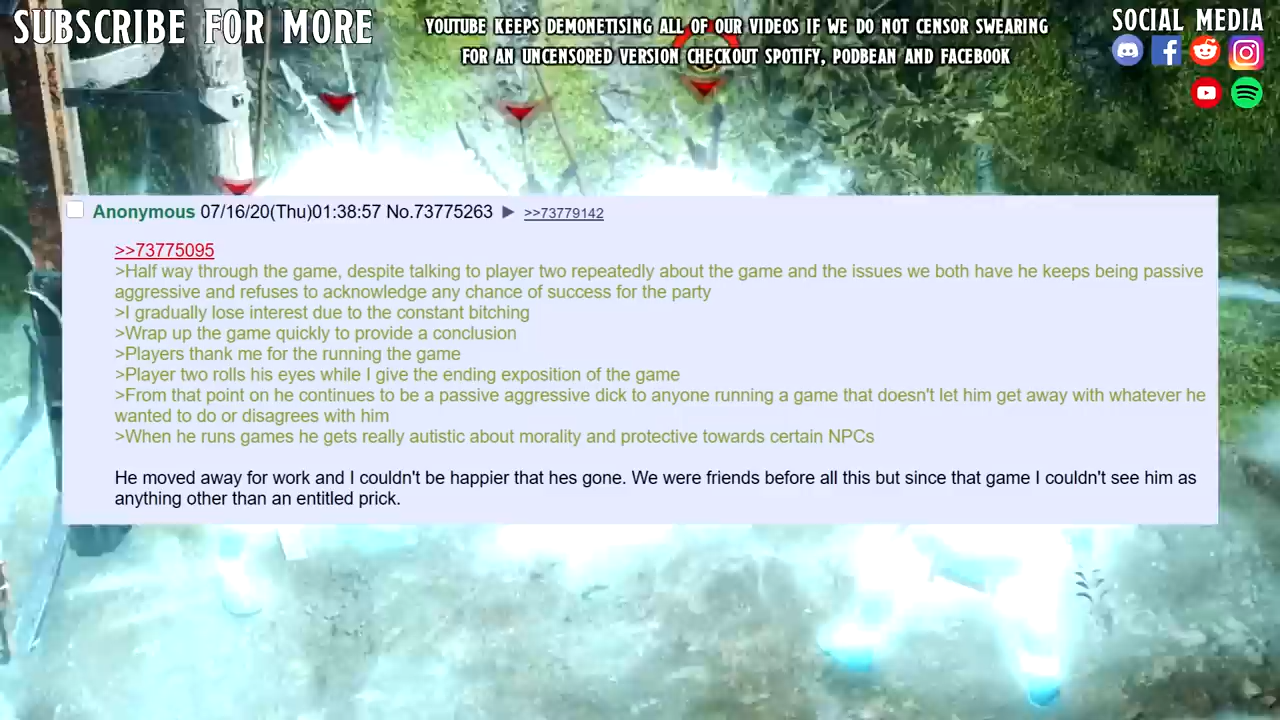 SUBSCRIBE FOR MORE
YOUTUBE KEEPS DEMONETISING ALL OF OUR VIDEOS IF WE DO NOT CENSOR SWEARING
FOR AN UNCENSORED VERSION CHECKOUT SPOTIFY, PODBEAN AND FACEBOOK
SOCIAL MEDIA
Anonymous 07/16/20(Thu)01:38:57 No.73775263 ▶ >>73779142
>>73775095
>Half way through the game, despite talking to player two repeatedly about the game and the issues we both have he keeps being passive
aggressive and refuses to acknowledge any chance of success for the party
>I gradually lose interest due to the constant bitching
>Wrap up the game quickly to provide a conclusion
>Players thank me for the running the game
>Player two rolls his eyes while I give the ending exposition of the game
>From that point on he continues to be a passive aggressive dick to anyone running a game that doesn't let him get away with whatever he
wanted to do or disagrees with him
>When he runs games he gets really autistic about morality and protective towards certain NPCs
He moved away for work and I couldn't be happier that hes gone. We were friends before all this but since that game I couldn't see him as
anything other than an entitled prick.